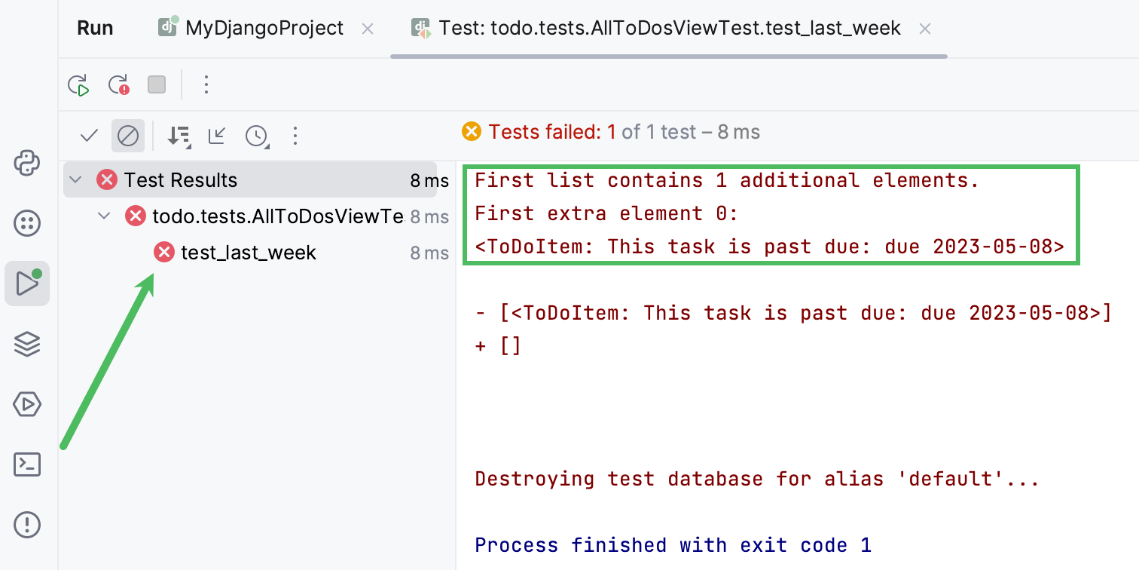 Run MyDjangoProject Test: todo.tests.AllToDosViewTest.test_last_week
Tests failed: 1 of 1 test – 8 ms
Test Results 8 ms
todo.tests.AllToDosViewTe 8 ms
test_last_week 8 ms
First list contains 1 additional elements.
First extra element 0:
<ToDoItem: This task is past due: due 2023-05-08>
- [<ToDoItem: This task is past due: due 2023-05-08>]
+ []
Destroying test database for alias 'default'...
Process finished with exit code 1